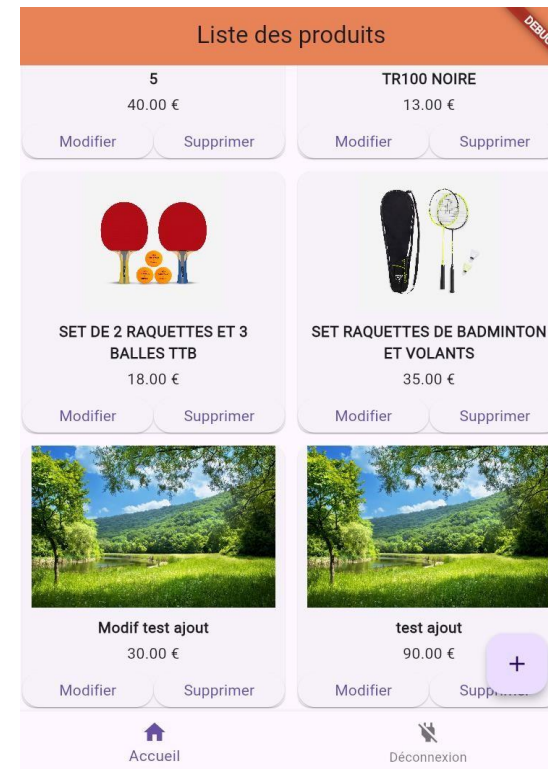 Liste des produits
5
40.00 €
Modifier Supprimer
TR100 NOIRE
13.00 €
Modifier Supprimer
SET DE 2 RAQUETTES ET 3
BALLES TTB
18.00 €
Modifier Supprimer
SET RAQUETTES DE BADMINTON
ET VOLANTS
35.00 €
Modifier Supprimer
Modif test ajout
30.00 €
Modifier Supprimer
test ajout
90.00 €
Modifier
+
Accueil
Déconnexion